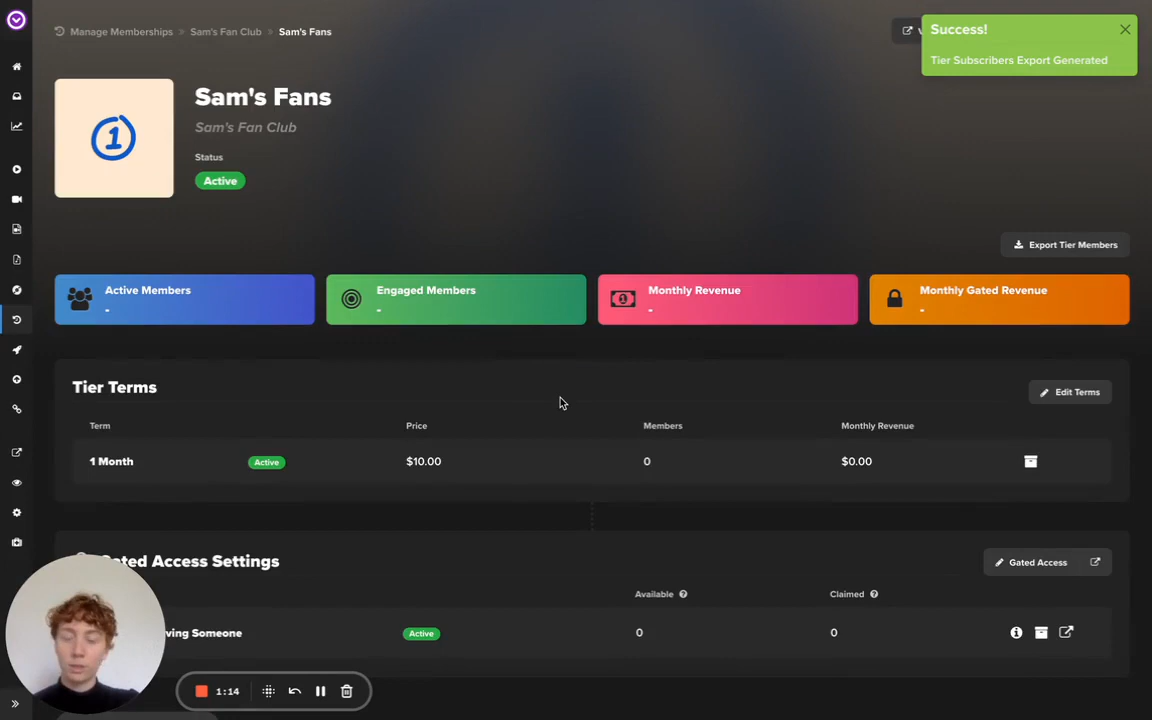 Manage Memberships > Sam's Fan Club > Sam's Fans
Success!
Tier Subscribers Export Generated
1
Sam's Fans
Sam's Fan Club
Status
Active
Export Tier Members
Active Members
-
Engaged Members
-
Monthly Revenue
-
Monthly Gated Revenue
-
Tier Terms
Edit Terms
Term Price Members Monthly Revenue
1 Month Active $10.00 0 $0.00
Access Settings
Gated Access
Available Claimed
Someone Active 0 0
1:14